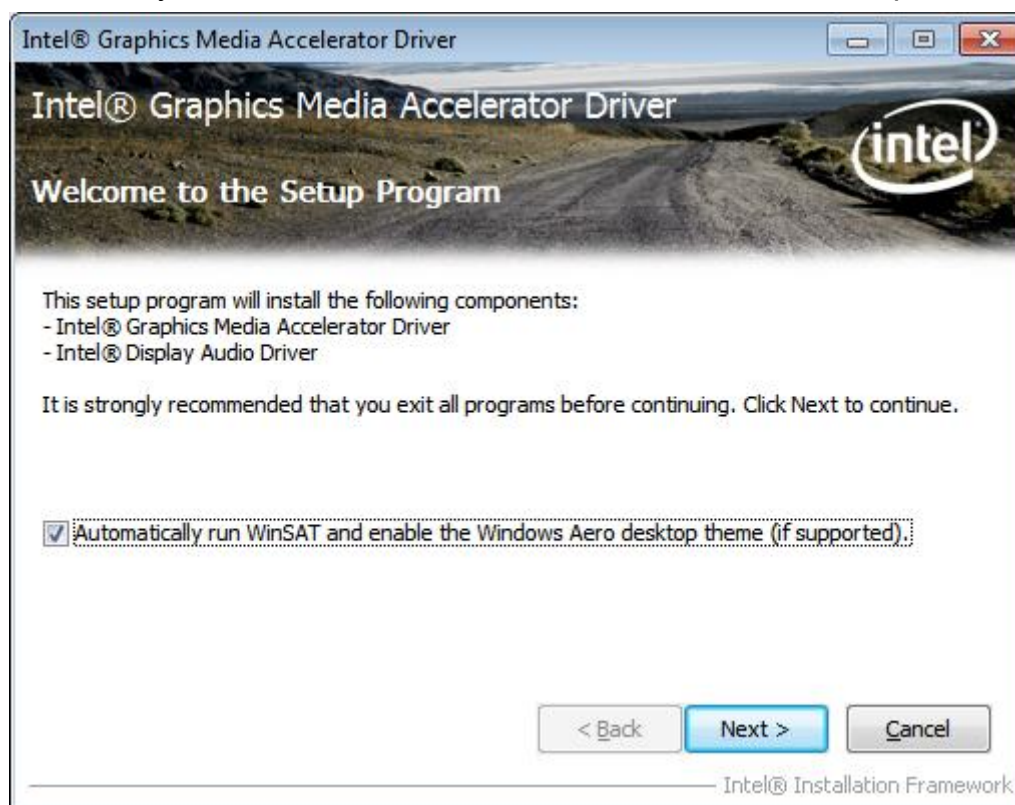 Intel® Graphics Media Accelerator Driver
Intel® Graphics Media Accelerator Driver
intel
Welcome to the Setup Program
This setup program will install the following components:
- Intel® Graphics Media Accelerator Driver
- Intel® Display Audio Driver
It is strongly recommended that you exit all programs before continuing. Click Next to continue.
Automatically run WinSAT and enable the Windows Aero desktop theme (if supported).
< Back Next > Cancel
Intel® Installation Framework